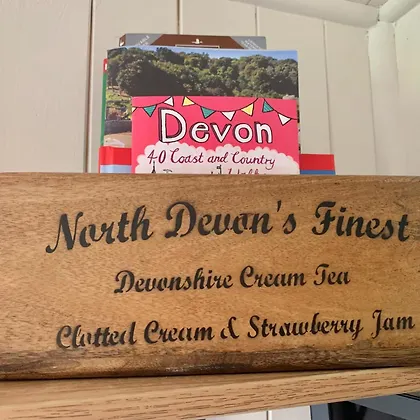 Devon
40 Coast and Country
North Devon's Finest
Devonshire Cream Tea
Clotted Cream & Strawberry Jam